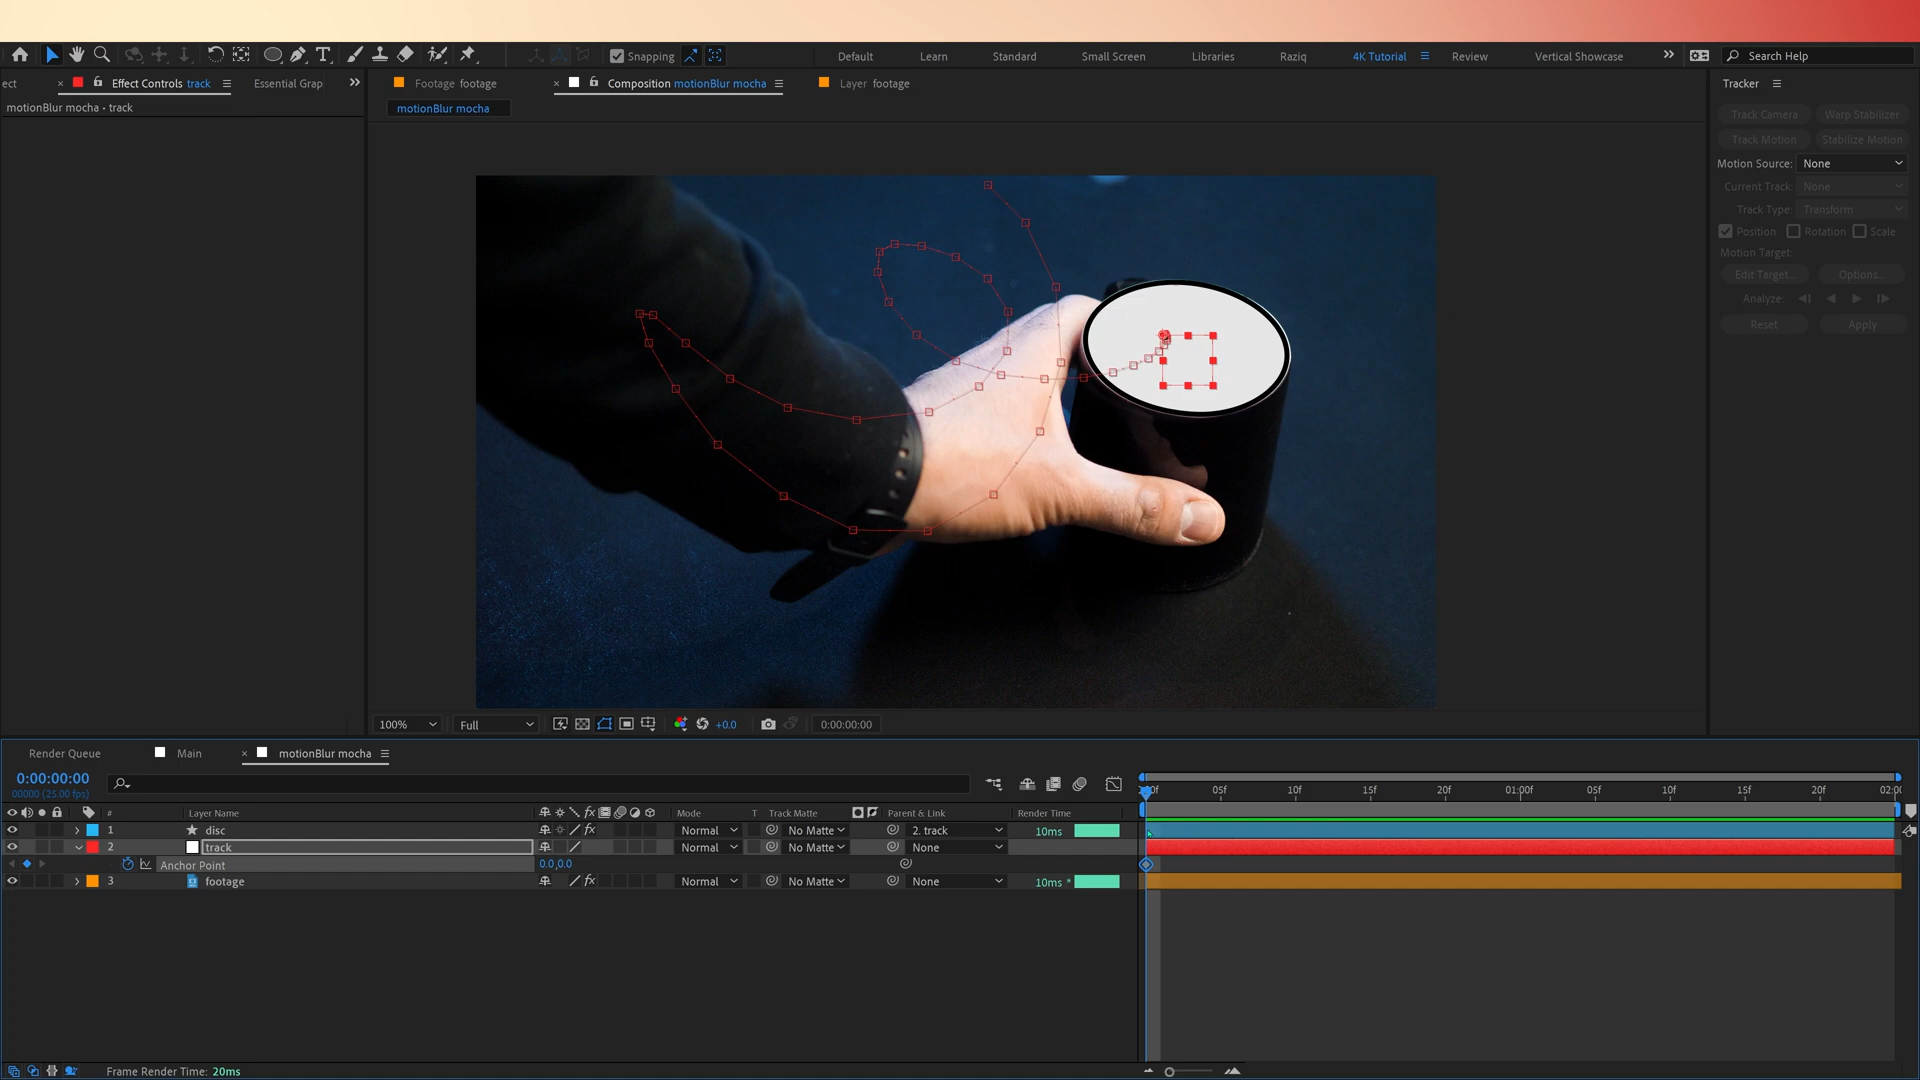 Snapping
Default
Learn
Standard
Small Screen
Libraries
Raziq
4K Tutorial
Review
Vertical Showcase
Search Help
ect
Effect Controls track
Essential Grap
Footage footage
Composition motionBlur mocha
Layer footage
Tracker
motionBlur mocha • track
motionBlur mocha
Track Camera
Warp Stabilizer
Track Motion
Stabilize Motion
Motion Source:
None
Current Track:
None
Track Type:
Transform
Position
Rotation
Scale
Motion Target:
Edit Target...
Options...
Analyze:
Reset
Apply
100%
Full
+0.0
0:00:00:00
Render Queue
Main
motionBlur mocha
0:00:00:00
00000 (25.00 fps)
05f
10f
15f
20f
01:00f
05f
10f
15f
20f
02:00
#
Layer Name
Mode
T
Track Matte
Parent & Link
Render Time
1
disc
Normal
No Matte
2. track
10ms
2
track
Normal
No Matte
None
Anchor Point
0.0,0.0
3
footage
Normal
No Matte
None
10ms *
Frame Render Time: 20ms